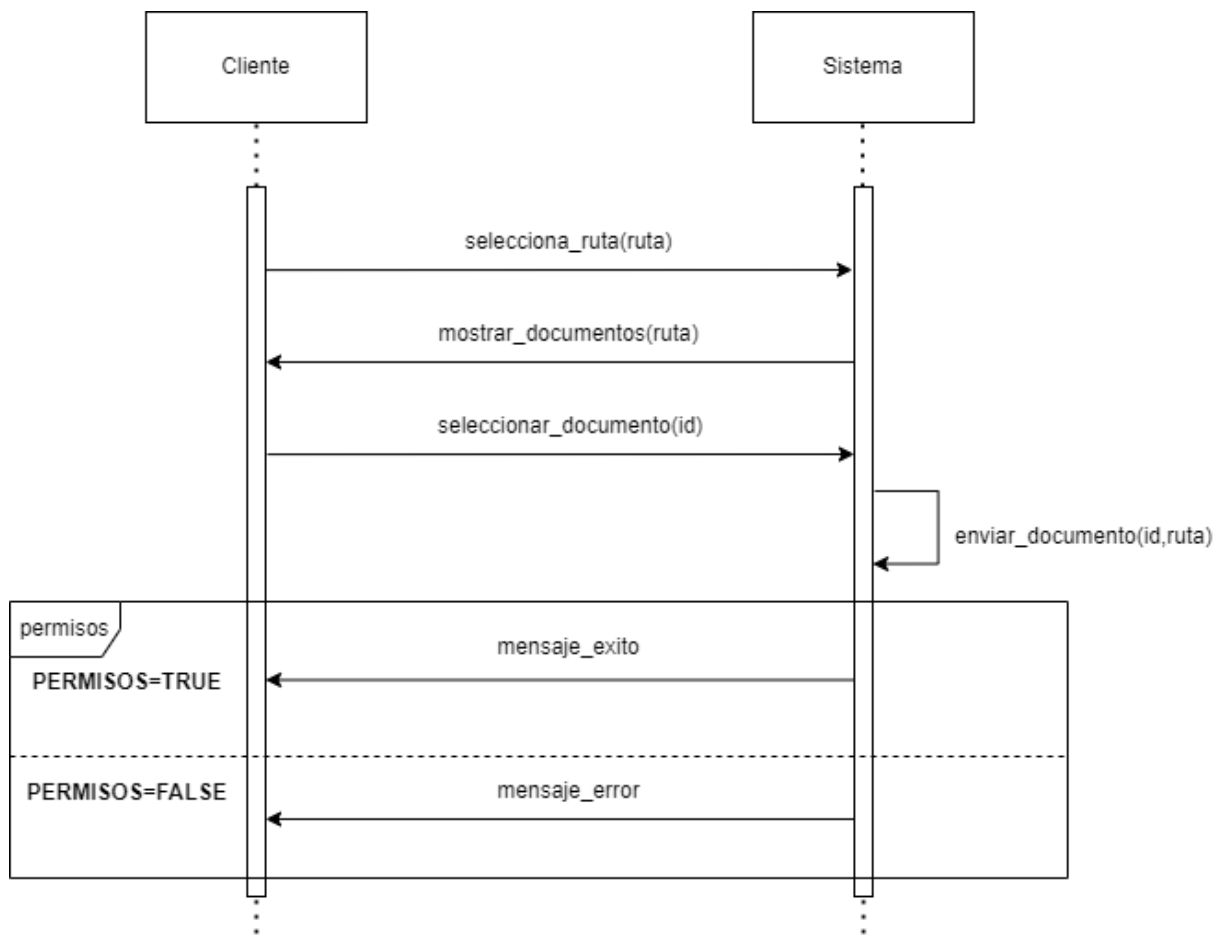 Cliente
Sistema
selecciona_ruta(ruta)
mostrar_documentos(ruta)
seleccionar_documento(id)
enviar_documento(id,ruta)
permisos
mensaje_exito
PERMISOS=TRUE
PERMISOS=FALSE
mensaje_error